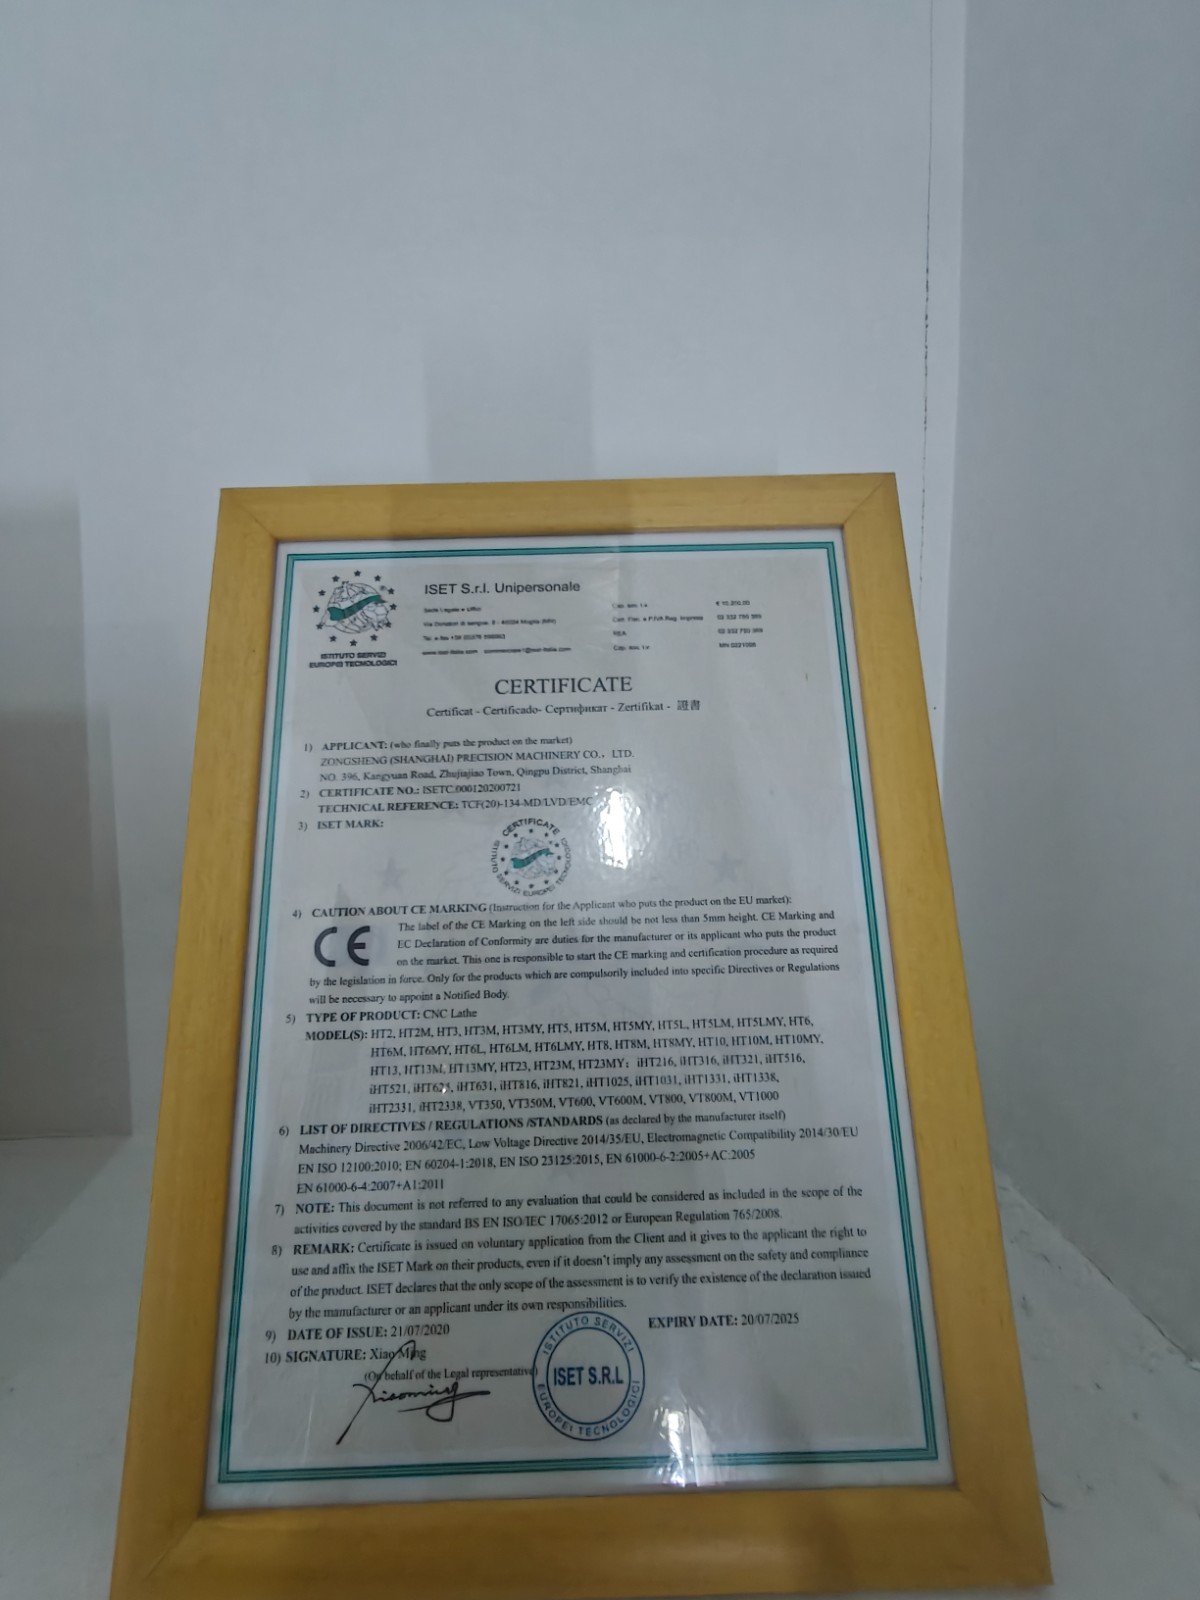 ISET S.r.l. Unipersonale
Sede Legale e Uffici
ISTITUTO SERVIZI
EUROPEI TECNOLOGICI
CERTIFICATE
Certificat - Certificado- Сертификат - Zertifikat - 證書
1) APPLICANT: (who finally puts the product on the market)
ZONGSHENG (SHANGHAI) PRECISION MACHINERY CO., LTD.
NO. 396, Kangyuan Road, Zhujiajiao Town, Qingpu District, Shanghai
2) CERTIFICATE NO.: ISETC.000120200721
TECHNICAL REFERENCE: TCF(20)-134-MD/LVD/EMC
3) ISET MARK:
CERTIFICATE
ISTITUTO SERVIZI EUROPEI TECNOLOGICI
4) CAUTION ABOUT CE MARKING (Instruction for the Applicant who puts the product on the EU market):
CE
The label of the CE Marking on the left side should be not less than 5mm height. CE Marking and
EC Declaration of Conformity are duties for the manufacturer or its applicant who puts the product
on the market. This one is responsible to start the CE marking and certification procedure as required
by the legislation in force. Only for the products which are compulsorily included into specific Directives or Regulations
will be necessary to appoint a Notified Body.
5) TYPE OF PRODUCT: CNC Lathe
MODEL(S): HT2, HT2M, HT3, HT3M, HT3MY, HT5, HT5M, HT5MY, HT5L, HT5LM, HT5LMY, HT6,
HT6M, HT6MY, HT6L, HT6LM, HT6LMY, HT8, HT8M, HT8MY, HT10, HT10M, HT10MY,
HT13, HT13M, HT13MY, HT23, HT23M, HT23MY; iHT216, iHT316, iHT321, iHT516,
iHT521, iHT631, iHT816, iHT821, iHT1025, iHT1031, iHT1331, iHT1338,
iHT2331, iHT2338, VT350, VT350M, VT600, VT600M, VT800, VT800M, VT1000
6) LIST OF DIRECTIVES / REGULATIONS /STANDARDS (as declared by the manufacturer itself)
Machinery Directive 2006/42/EC, Low Voltage Directive 2014/35/EU, Electromagnetic Compatibility 2014/30/EU
EN ISO 12100:2010; EN 60204-1:2018, EN ISO 23125:2015, EN 61000-6-2:2005+AC:2005
EN 61000-6-4:2007+A1:2011
7) NOTE: This document is not referred to any evaluation that could be considered as included in the scope of the
activities covered by the standard BS EN ISO/IEC 17065:2012 or European Regulation 765/2008.
8) REMARK: Certificate is issued on voluntary application from the Client and it gives to the applicant the right to
use and affix the ISET Mark on their products, even if it doesn't imply any assessment on the safety and compliance
of the product. ISET declares that the only scope of the assessment is to verify the existence of the declaration issued
by the manufacturer or an applicant under its own responsibilities.
9) DATE OF ISSUE: 21/07/2020 EXPIRY DATE: 20/07/2025
10) SIGNATURE: Xiao Ming
(On behalf of the Legal representative)
Xiaoming
ISTITUTO SERVIZI
ISET S.R.L
EUROPEI TECNOLOGICI